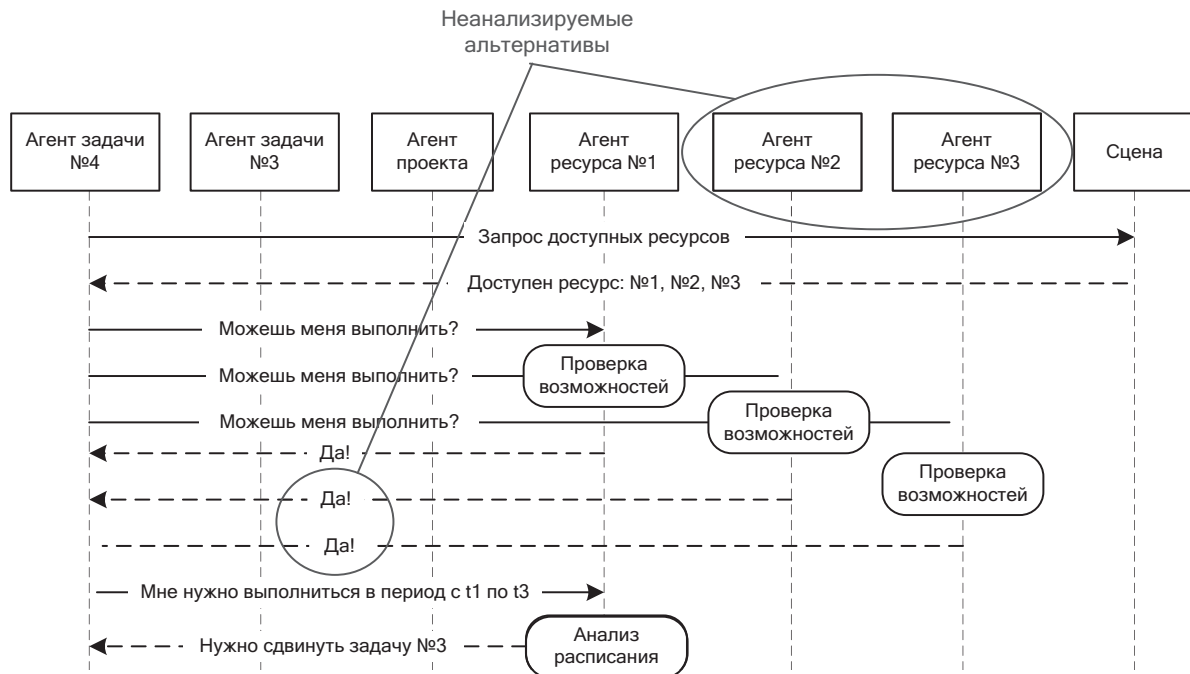 Неанализируемые
альтернативы
Агент задачи
№4
Агент задачи
№3
Агент
проекта
Агент
ресурса №1
Агент
ресурса №2
Агент
ресурса №3
Сцена
Запрос доступных ресурсов
Доступен ресурс: №1, №2, №3
Можешь меня выполнить?
Проверка
возможностей
Можешь меня выполнить?
Проверка
возможностей
Можешь меня выполнить?
Да!
Проверка
возможностей
Да!
Да!
Мне нужно выполниться в период с t1 по t3
Анализ
расписания
Нужно сдвинуть задачу №3